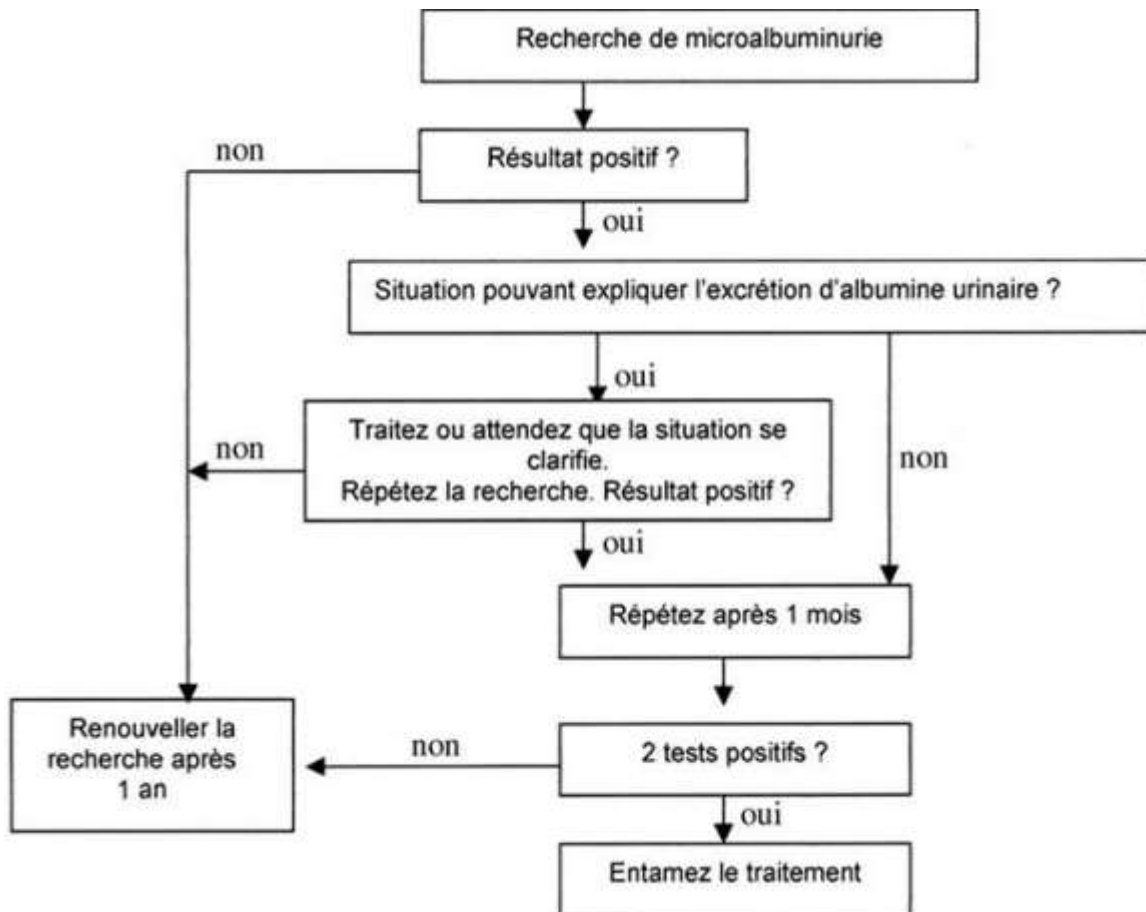 Recherche de microalbuminurie
non
Résultat positif ?
oui
Situation pouvant expliquer l'excrétion d'albumine urinaire ?
oui
non
Traitez ou attendez que la situation se
clarifie.
Répétez la recherche. Résultat positif ?
non
oui
Répétez après 1 mois
Renouveller la
recherche après
1 an
non
2 tests positifs ?
oui
Entamez le traitement